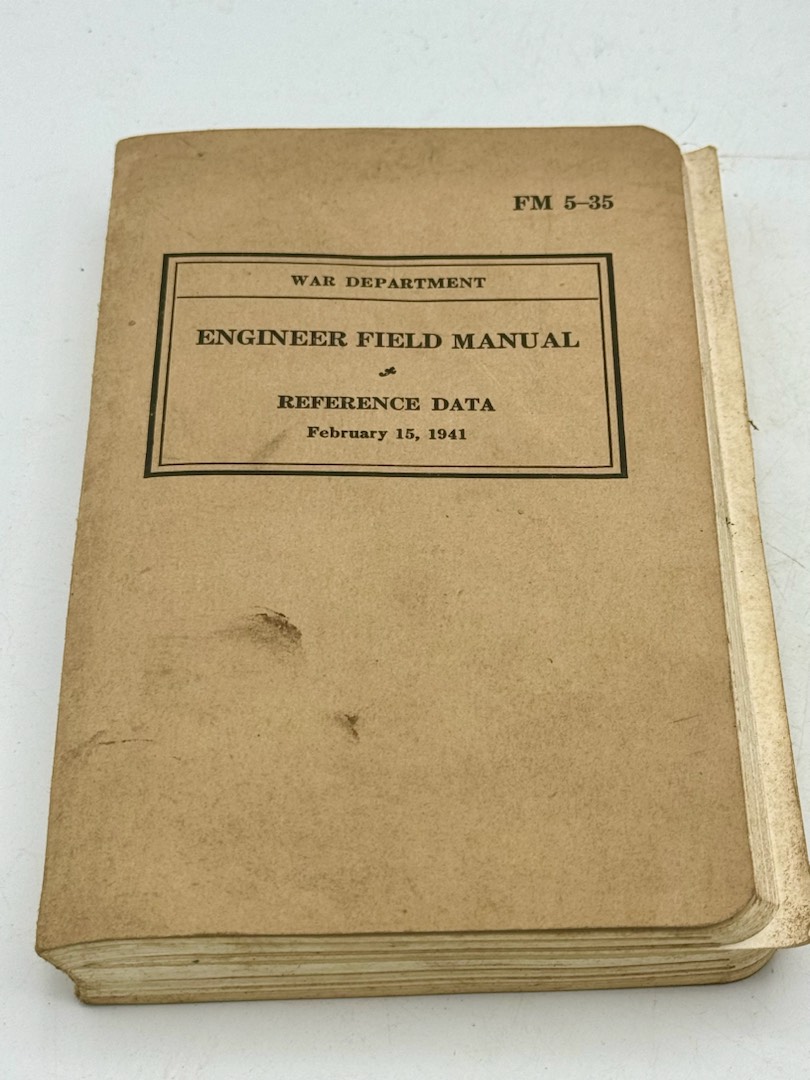 FM 5–35
WAR DEPARTMENT
ENGINEER FIELD MANUAL
REFERENCE DATA
February 15, 1941